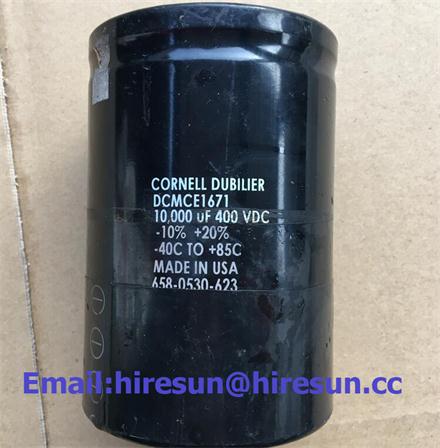 CORNELL DUBILIER
DCMCE1671
10,000 uF 400 VDC
-10% +20%
-40C TO +85C
MADE IN USA
658-0530-623
Email:hiresun@hiresun.cc